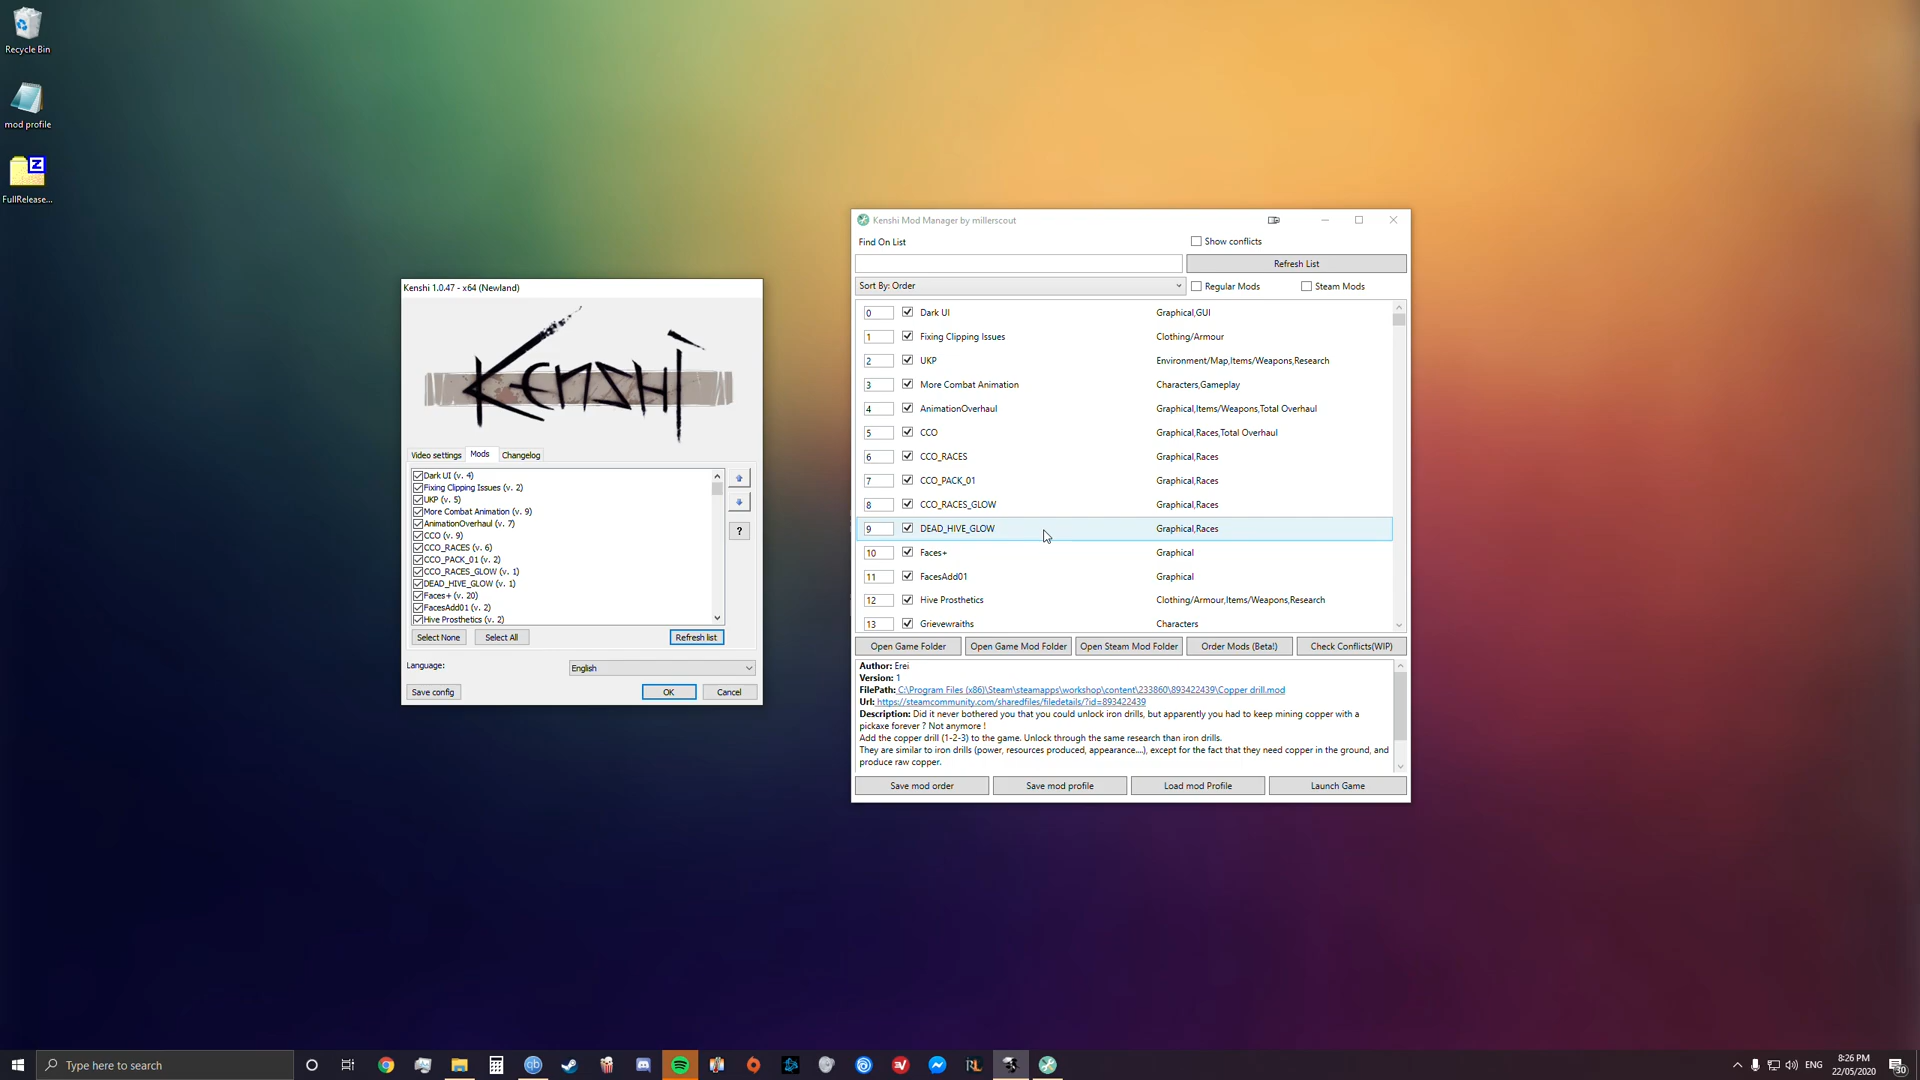 Recycle Bin
mod profile
FullRelease...
Kenshi 1.0.47 - x64 (Newland)
KENSHI
Video settings
Mods
Changelog
Dark UI (v. 4)
Fixing Clipping Issues (v. 2)
UKP (v. 5)
More Combat Animation (v. 9)
AnimationOverhaul (v. 7)
CCO (v. 9)
CCO_RACES (v. 6)
CCO_PACK_01 (v. 2)
CCO_RACES_GLOW (v. 1)
DEAD_HIVE_GLOW (v. 1)
Faces+ (v. 20)
FacesAdd01 (v. 2)
Hive Prosthetics (v. 2)
?
Select None
Select All
Refresh list
Language:
English
Save config
OK
Cancel
Kenshi Mod Manager by millerscout
Find On List
Show conflicts
Refresh List
Sort By: Order
Regular Mods
Steam Mods
0 Dark UI Graphical,GUI
1 Fixing Clipping Issues Clothing/Armour
2 UKP Environment/Map,Items/Weapons,Research
3 More Combat Animation Characters,Gameplay
4 AnimationOverhaul Graphical,Items/Weapons,Total Overhaul
5 CCO Graphical,Races,Total Overhaul
6 CCO_RACES Graphical,Races
7 CCO_PACK_01 Graphical,Races
8 CCO_RACES_GLOW Graphical,Races
9 DEAD_HIVE_GLOW Graphical,Races
10 Faces+ Graphical
11 FacesAdd01 Graphical
12 Hive Prosthetics Clothing/Armour,Items/Weapons,Research
13 Grievewraiths Characters
Open Game Folder
Open Game Mod Folder
Open Steam Mod Folder
Order Mods (Beta!)
Check Conflicts(WIP)
Author: Erei
Version: 1
FilePath: C:\Program Files (x86)\Steam\steamapps\workshop\content\233860\893422439\Copper drill.mod
Url: https://steamcommunity.com/sharedfiles/filedetails/?id=893422439
Description: Did it never bothered you that you could unlock iron drills, but apparently you had to keep mining copper with a
pickaxe forever ? Not anymore !
Add the copper drill (1-2-3) to the game. Unlock through the same research than iron drills.
They are similar to iron drills (power, resources produced, appearance....), except for the fact that they need copper in the ground, and
produce raw copper.
Save mod order
Save mod profile
Load mod Profile
Launch Game
Type here to search
ENG
8:26 PM
22/05/2020
30